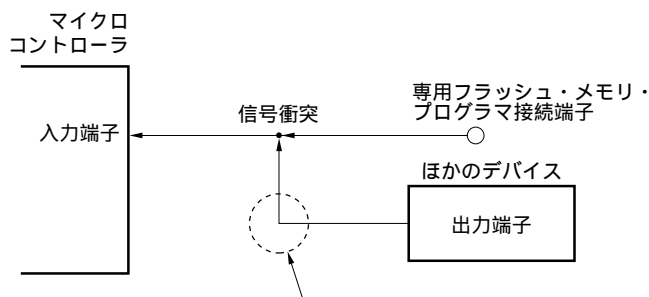 マイクロ
コントローラ
入力端子
信号衝突
専用フラッシュ・メモリ・
プログラマ接続端子
ほかのデバイス
出力端子